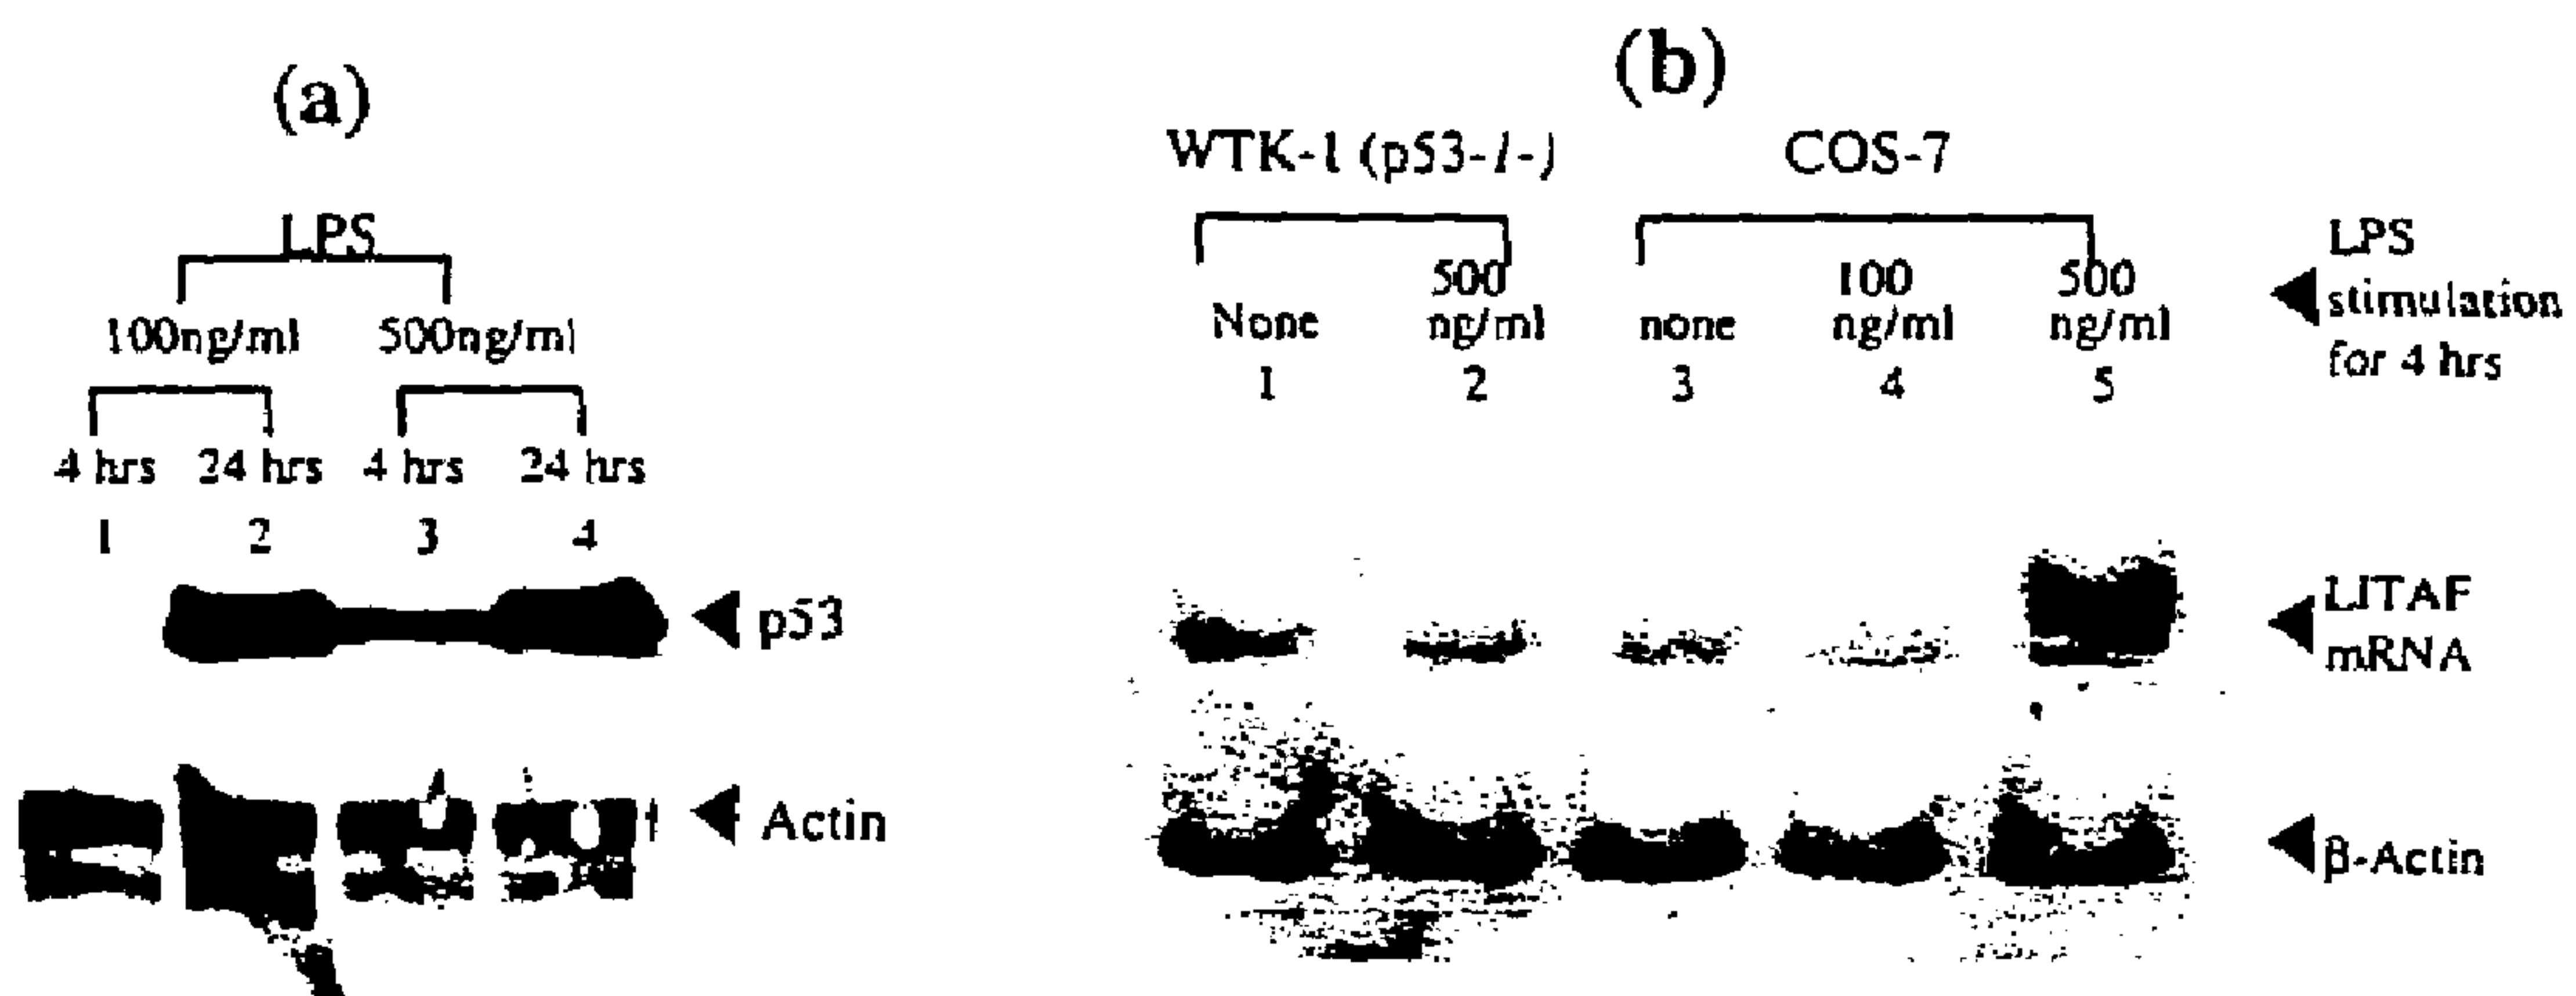 (a)
LPS
100ng/ml 500ng/ml
4 hrs 24 hrs 4 hrs 24 hrs
1 2 3 4
p53
Actin
(b)
WTK-1 (p53-/-) COS-7
None 500 ng/ml none 100 ng/ml 500 ng/ml
1 2 3 4 5
LPS
stimulation
for 4 hrs
LITAF
mRNA
β-Actin